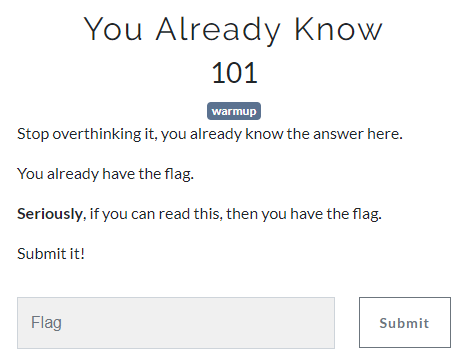 You Already Know
101
warmup
Stop overthinking it, you already know the answer here.
You already have the flag.
Seriously, if you can read this, then you have the flag.
Submit it!
Flag
Submit